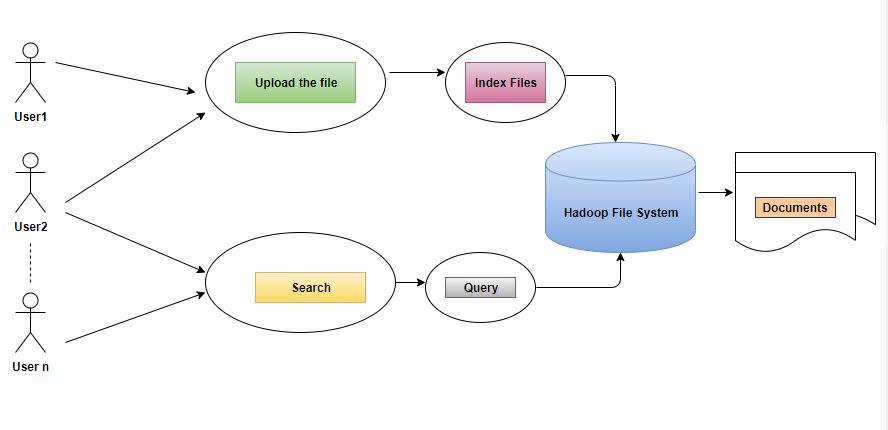 User1
Upload the file
Index Files
User2
Hadoop File System
Documents
Search
Query
User n